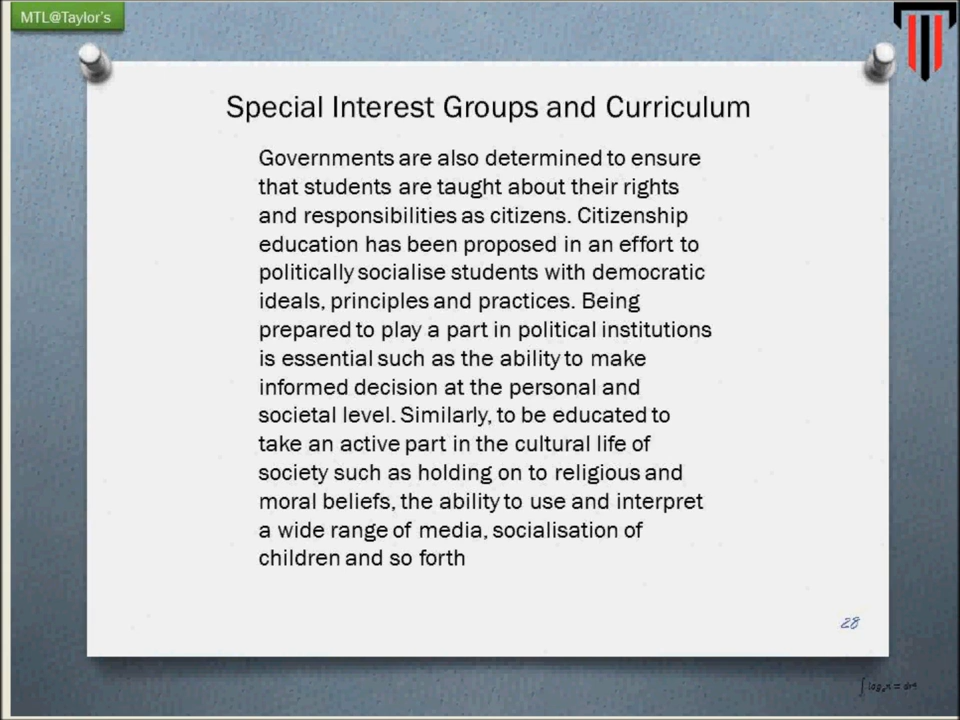 MTL@Taylor's
Special Interest Groups and Curriculum
Governments are also determined to ensure
that students are taught about their rights
and responsibilities as citizens. Citizenship
education has been proposed in an effort to
politically socialise students with democratic
ideals, principles and practices. Being
prepared to play a part in political institutions
is essential such as the ability to make
informed decision at the personal and
societal level. Similarly, to be educated to
take an active part in the cultural life of
society such as holding on to religious and
moral beliefs, the ability to use and interpret
a wide range of media, socialisation of
children and so forth
28